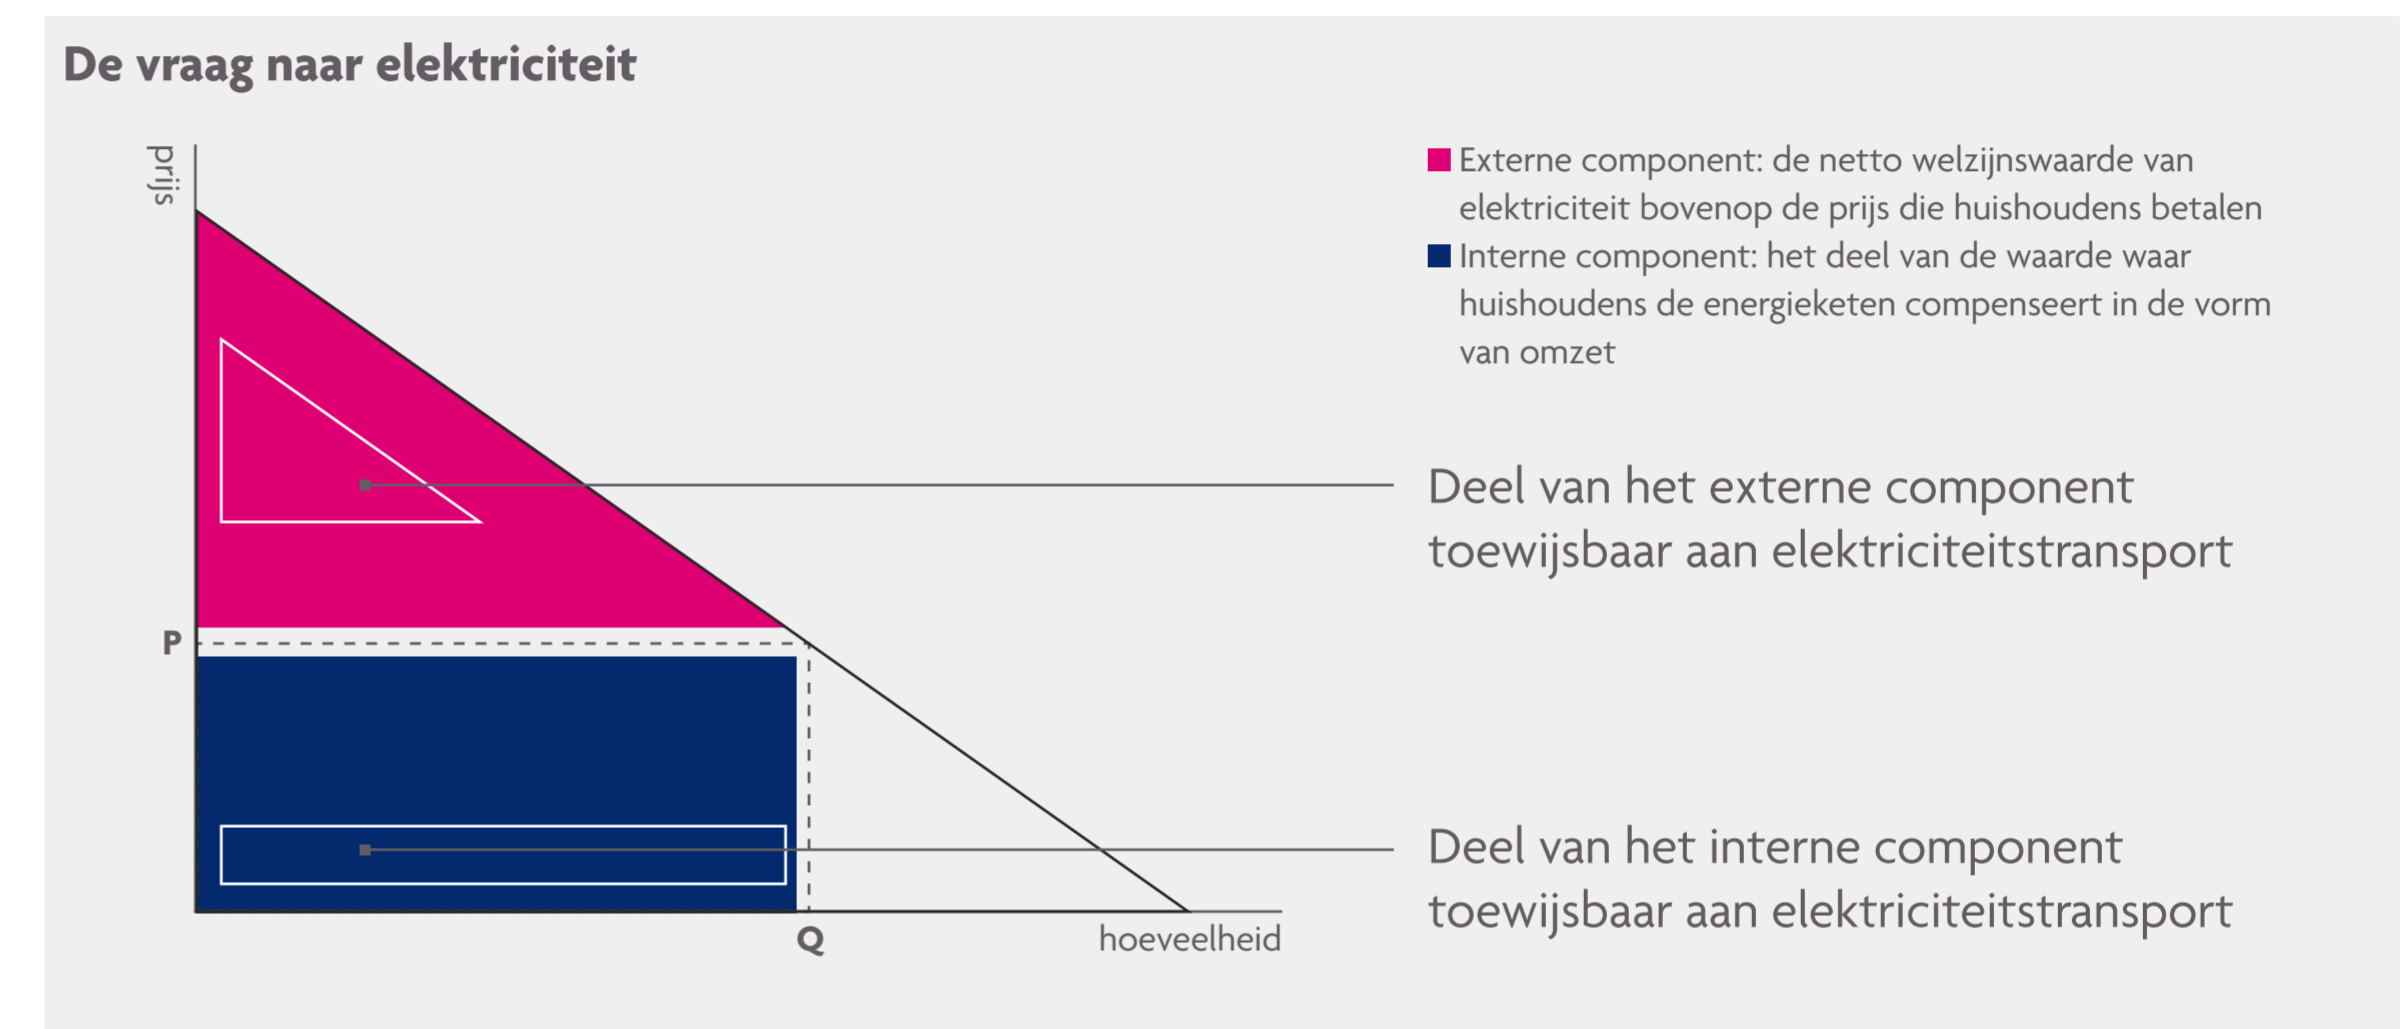 De vraag naar elektriciteit
prijs
Externe component: de netto welzijnswaarde van
elektriciteit bovenop de prijs die huishoudens betalen
Interne component: het deel van de waarde waar
huishoudens de energieketen compenseert in de vorm
van omzet
Deel van het externe component
toewijsbaar aan elektriciteitstransport
P
Deel van het interne component
toewijsbaar aan elektriciteitstransport
Q
hoeveelheid